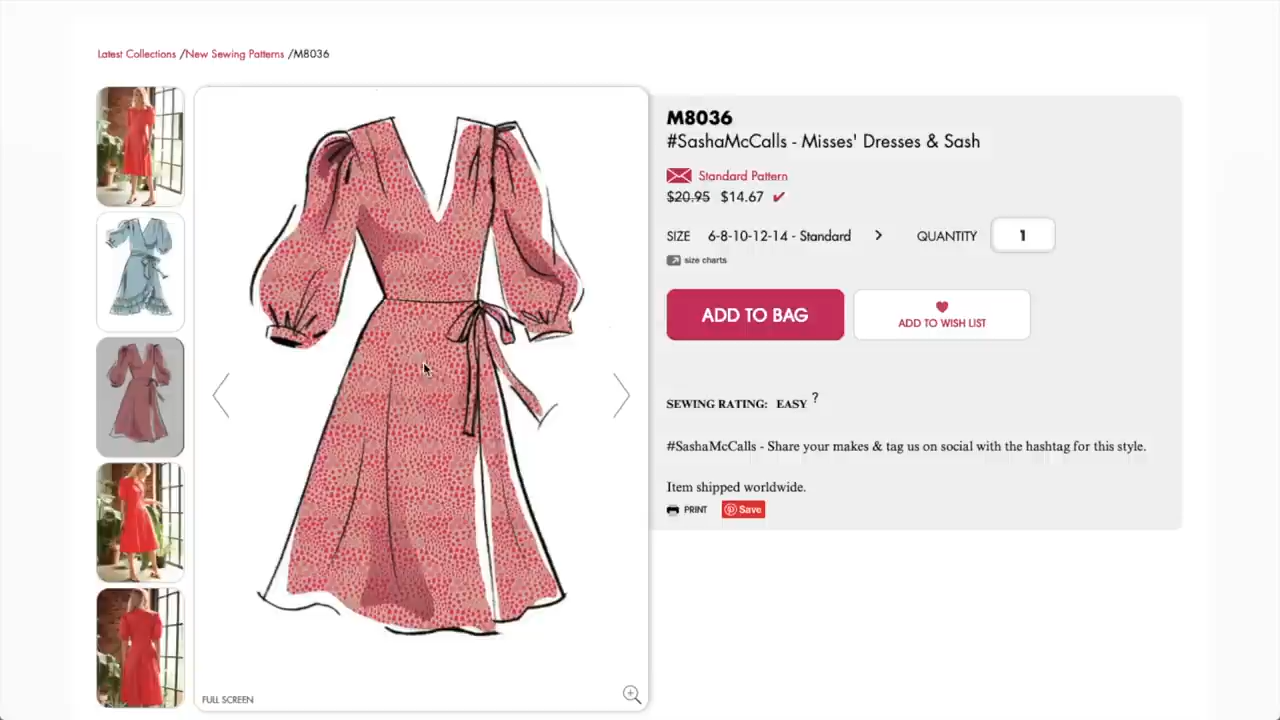 Latest Collections /New Sewing Patterns /M8036
M8036
#SashaMcCalls - Misses' Dresses & Sash
Standard Pattern
$20.95 $14.67 ✔
SIZE 6-8-10-12-14 - Standard > QUANTITY 1
size charts
ADD TO BAG
ADD TO WISH LIST
SEWING RATING: EASY ?
#SashaMcCalls - Share your makes & tag us on social with the hashtag for this style.
Item shipped worldwide.
PRINT Save
FULL SCREEN